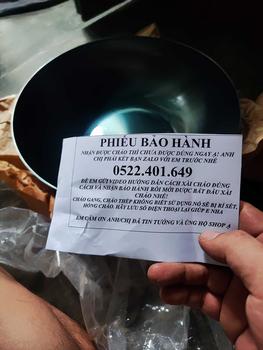 PHIẾU BẢO HÀNH
NHẬN ĐƯỢC CHẢO THÌ CHƯA ĐƯỢC DÙNG NGAY Ạ! ANH
CHỊ PHẢI KẾT BẠN ZALO VỚI EM TRƯỚC NHÉ
0522.401.649
ĐỂ EM GỬI VIDEO HƯỚNG DẪN CÁCH XÀI CHẢO ĐÚNG
CÁCH VÀ NHẬN BẢO HÀNH RỒI MỚI ĐƯỢC BẮT ĐẦU XÀI
CHẢO NHÉ!
CHẢO GANG, CHẢO THÉP KHÔNG BIẾT SỬ DỤNG NÓ SẼ BỊ RỈ SÉT,
HỎNG CHẢO. HÃY LƯU SỐ ĐIỆN THOẠI LẠI GIÚP E NHA
EM CẢM ƠN ANH/CHỊ ĐÃ TIN TƯỞNG VÀ ỦNG HỘ SHOP Ạ